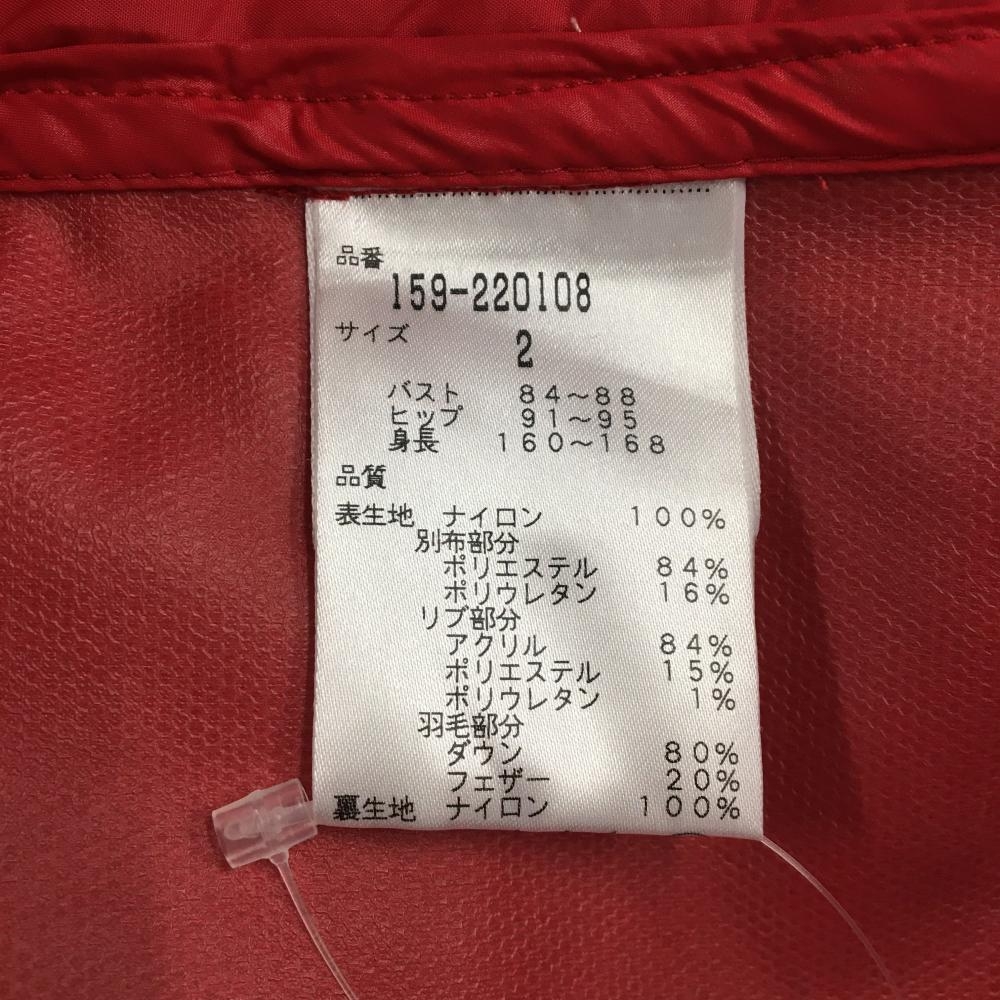 品番
159-220108
サイズ
2
バスト 84〜88
ヒップ 91〜95
身長 160〜168
品質
表生地 ナイロン 100%
別布部分
ポリエステル 84%
ポリウレタン 16%
リブ部分
アクリル 84%
ポリエステル 15%
ポリウレタン 1%
羽毛部分
ダウン 80%
フェザー 20%
裏生地 ナイロン 100%